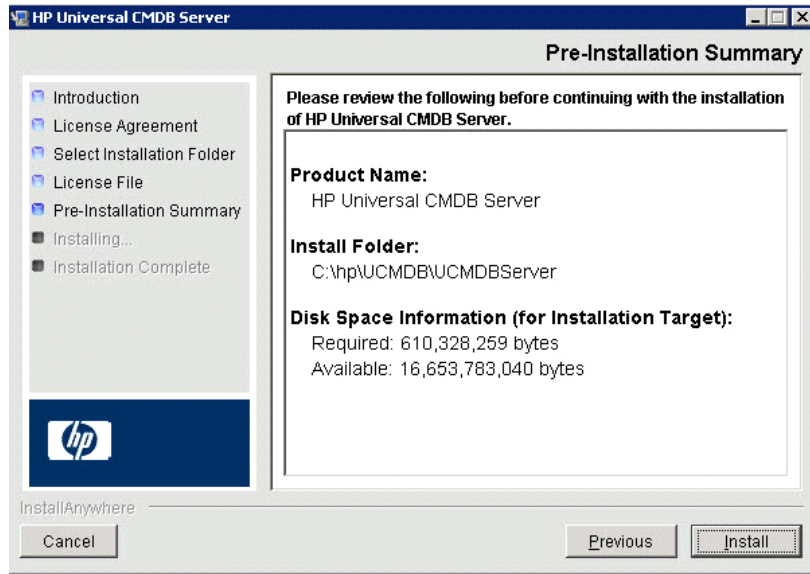 HP Universal CMDB Server
Pre-Installation Summary
Introduction
License Agreement
Select Installation Folder
License File
Pre-Installation Summary
Installing...
Installation Complete
Please review the following before continuing with the installation
of HP Universal CMDB Server.
Product Name:
HP Universal CMDB Server
Install Folder:
C:\hp\UCMDB\UCMDBServer
Disk Space Information (for Installation Target):
Required: 610,328,259 bytes
Available: 16,653,783,040 bytes
hp
InstallAnywhere
Cancel
Previous
Install